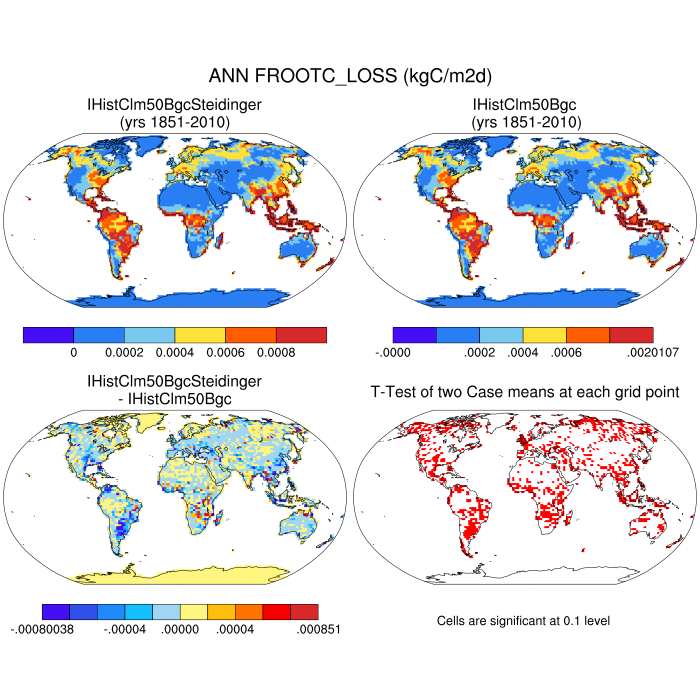 ANN FROOTC_LOSS (kgC/m2d)
IHistClm50BgcSteidinger
(yrs 1851-2010)
IHistClm50Bgc
(yrs 1851-2010)
0 0.0002 0.0004 0.0006 0.0008
-.0000 .0002 .0004 .0006 .0020107
IHistClm50BgcSteidinger
- IHistClm50Bgc
T-Test of two Case means at each grid point
-.00080038 -.00004 .00000 .00004 .000851
Cells are significant at 0.1 level